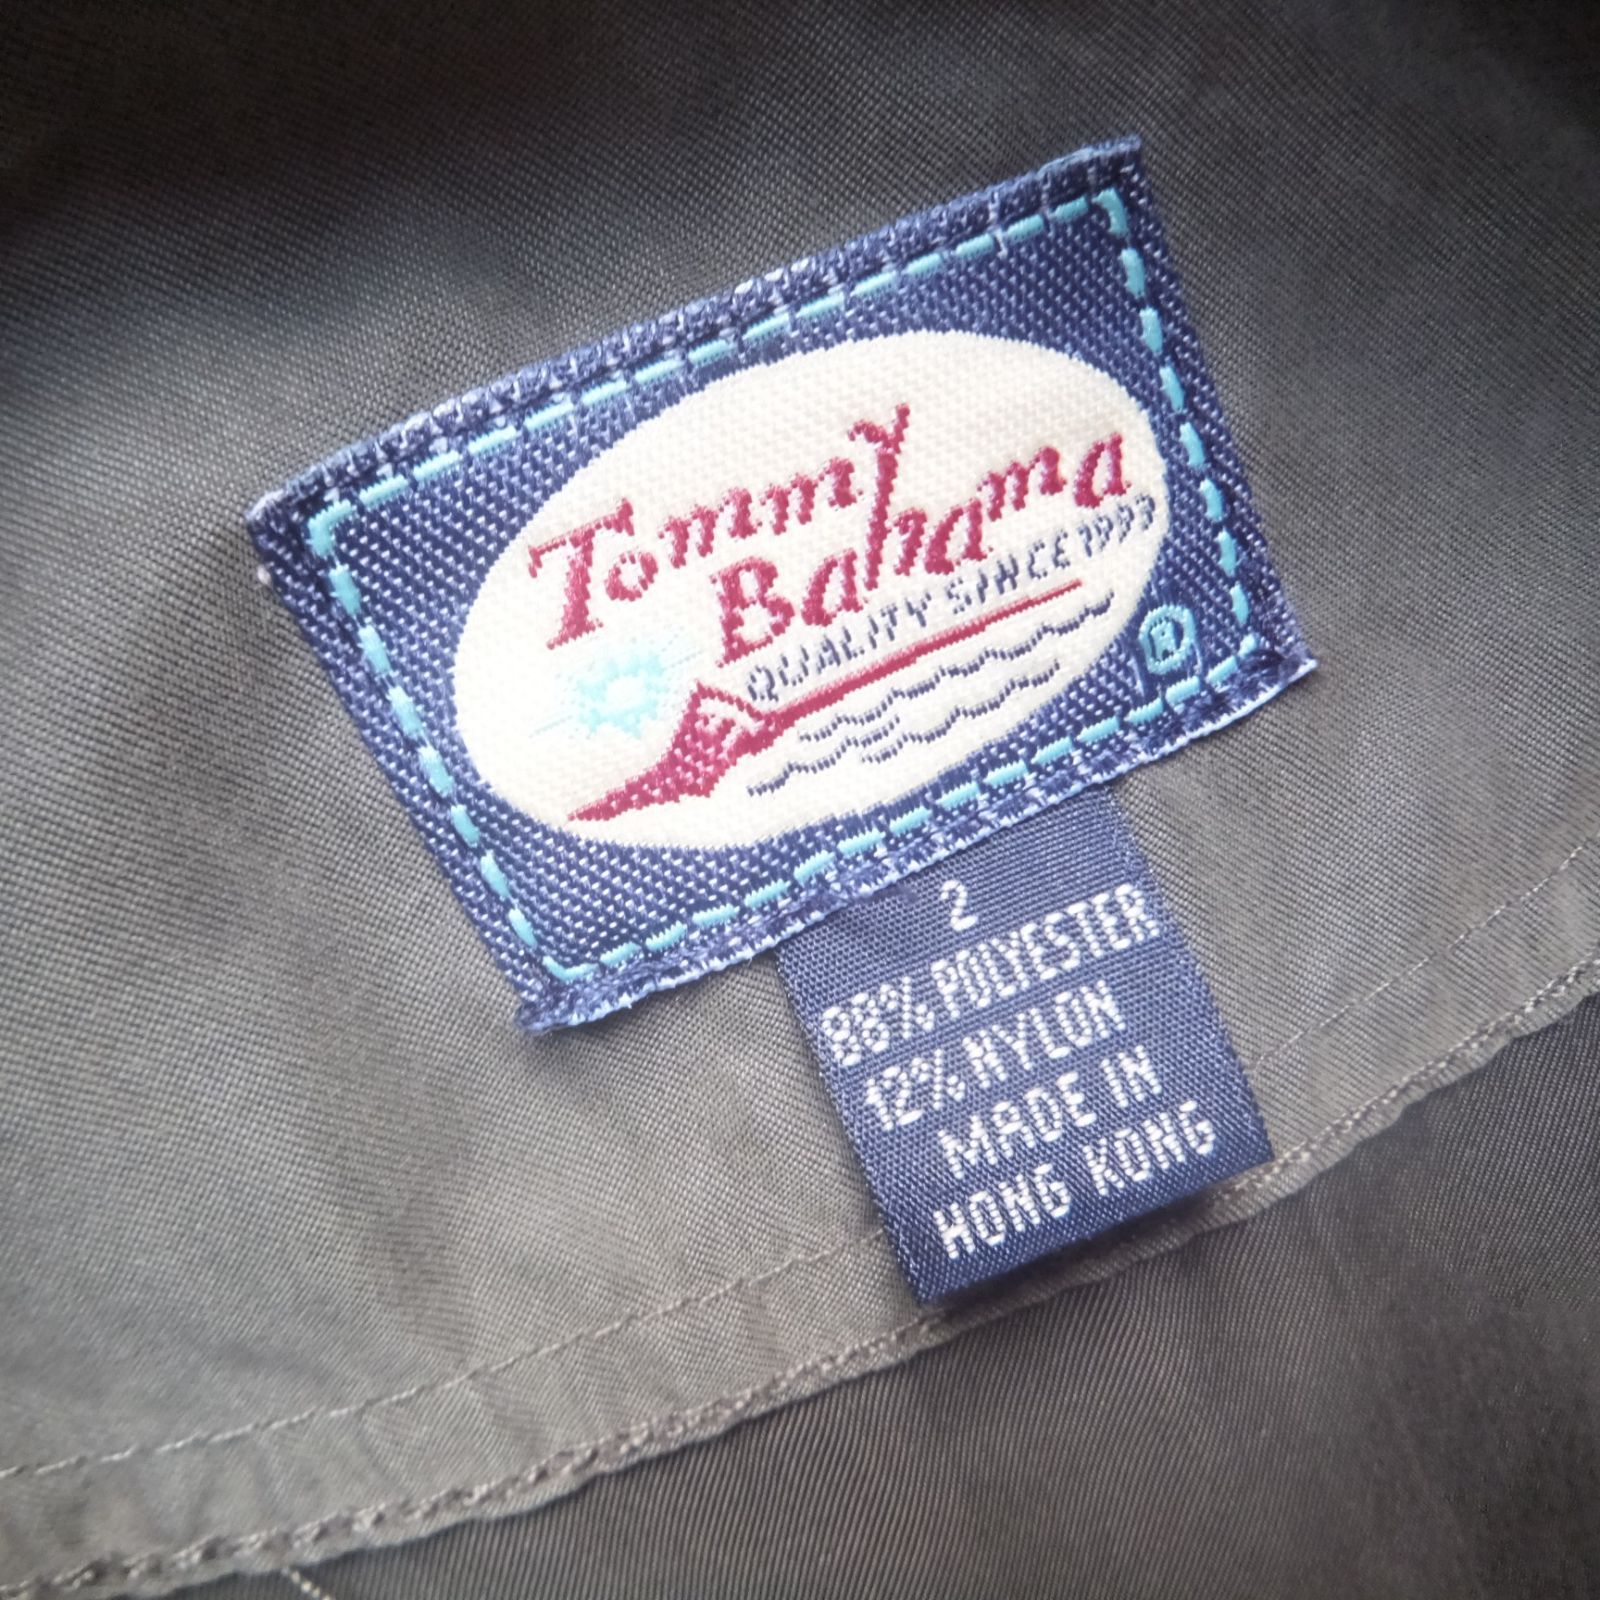 Tommy
Bahama
QUALITY SINCE 1993
®
2
88% POLYESTER
12% NYLON
MADE IN
HONG KONG